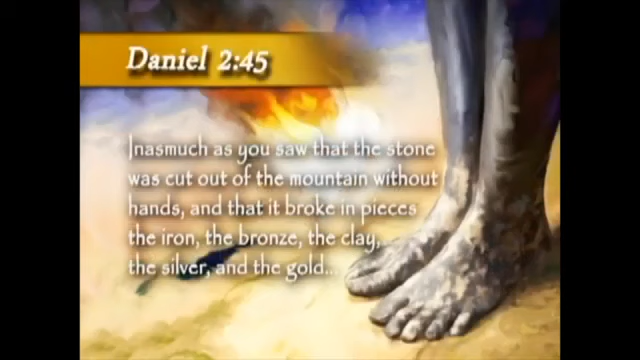 Daniel 2:45
Inasmuch as you saw that the stone
was cut out of the mountain without
hands, and that it broke in pieces
the iron, the bronze, the clay,
the silver, and the gold...